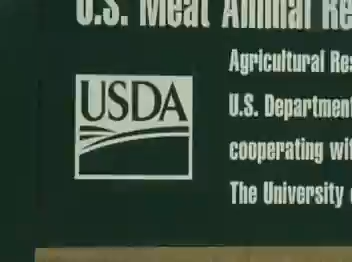 U.S. Meat Animal Re
Agricultural Res
U.S. Department
cooperating wit
The University
USDA